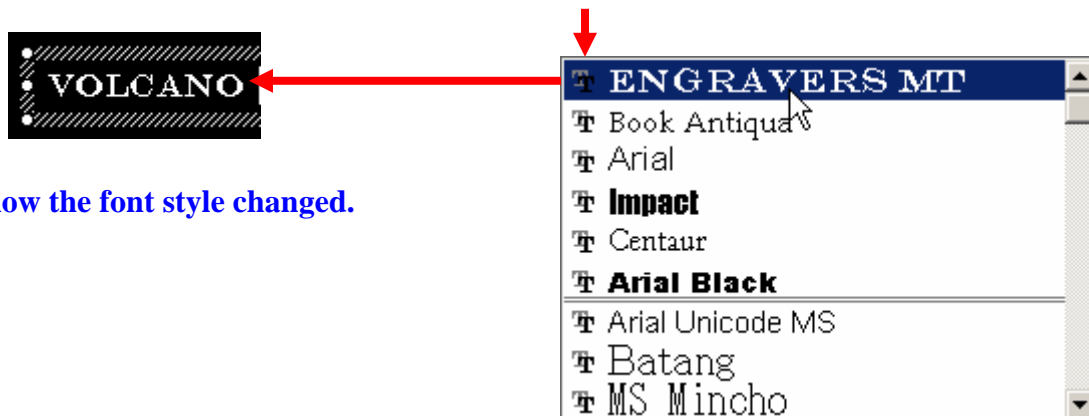 VOLCANO
ENGRAVERS MT
Book Antiqua
Arial
ow the font style changed.
Impact
Centaur
Arial Black
Arial Unicode MS
Batang
MS Mincho